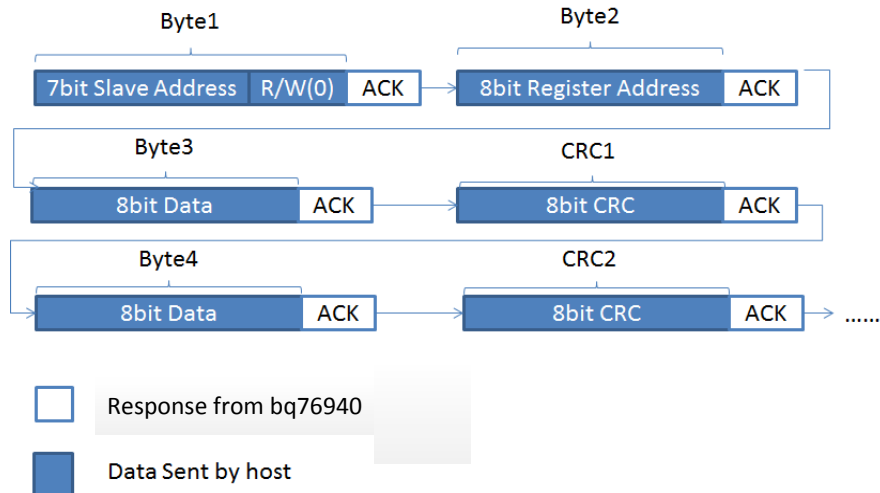 Byte1
Byte2
7bit Slave Address R/W(0) ACK
8bit Register Address ACK
Byte3
CRC1
8bit Data ACK
8bit CRC ACK
Byte4
CRC2
8bit Data ACK
8bit CRC ACK ......
Response from bq76940
Data Sent by host